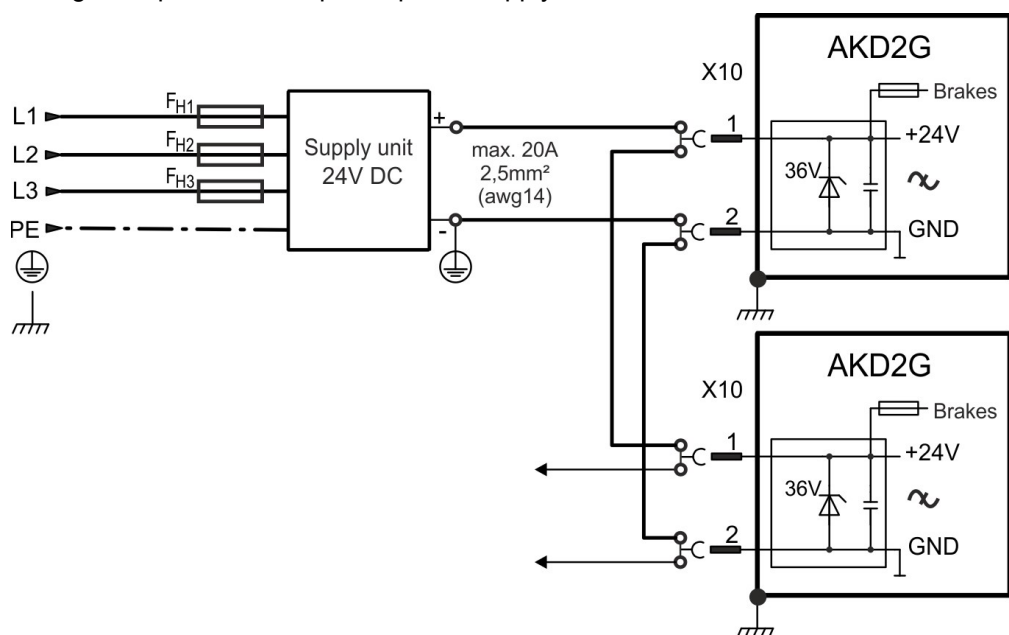 AKD2G
X10
Brakes
1
+24V
36V
2
GND
L1
FH1
L2
FH2
L3
FH3
PE
Supply unit
24V DC
+
-
max. 20A
2,5mm²
(awg14)
AKD2G
X10
Brakes
1
+24V
36V
2
GND